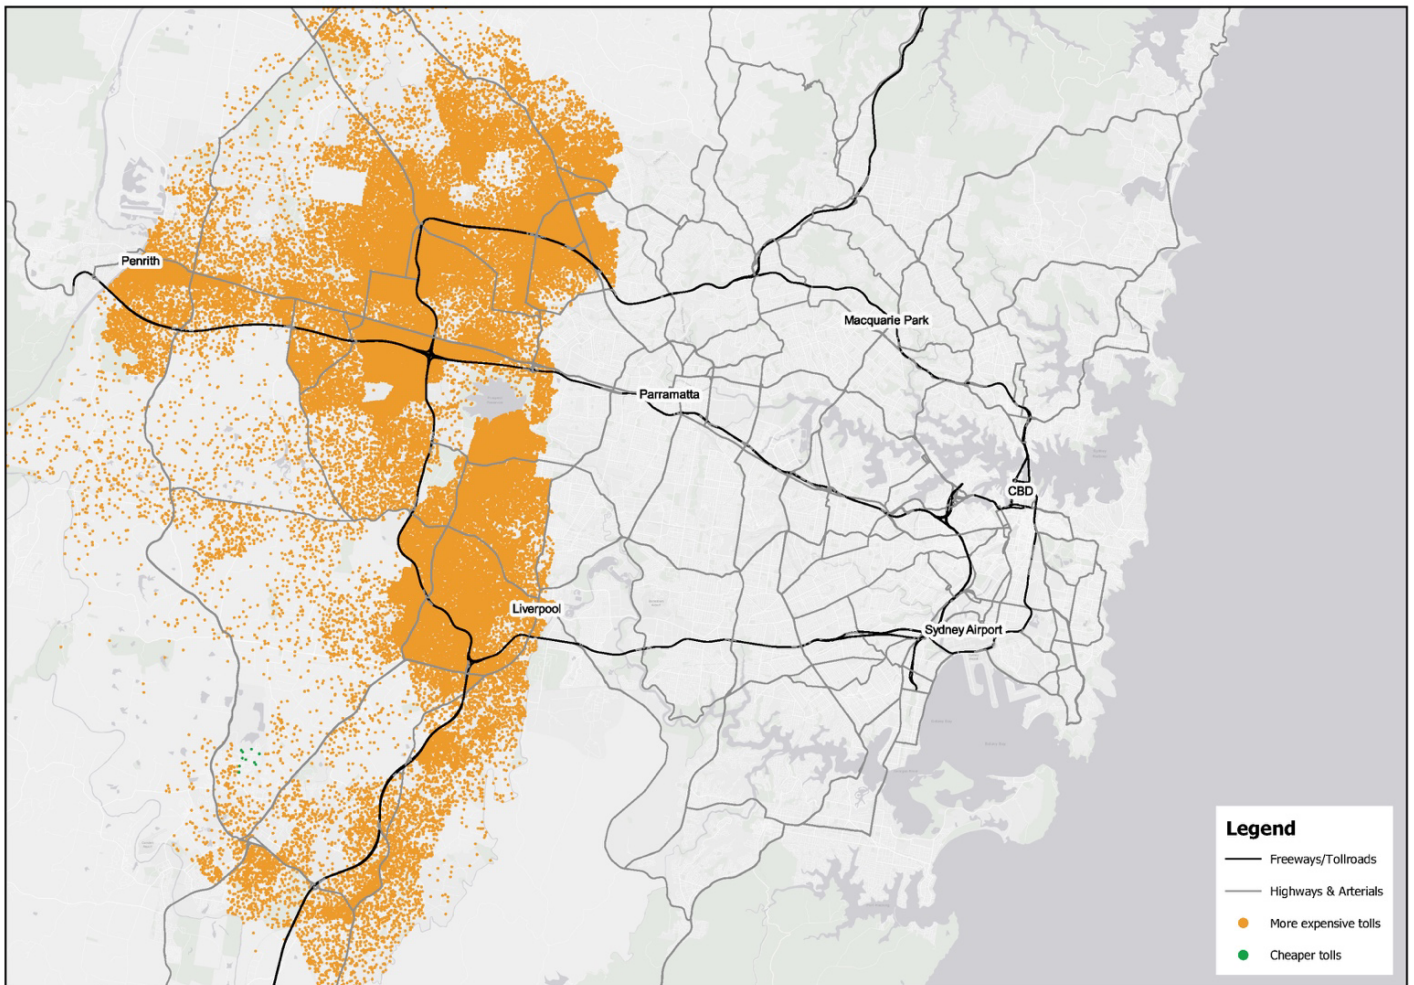 Penrith
Macquarie Park
Parramatta
CBD
Liverpool
Sydney Airport
Legend
Freeways/Tollroads
Highways & Arterials
More expensive tolls
Cheaper tolls